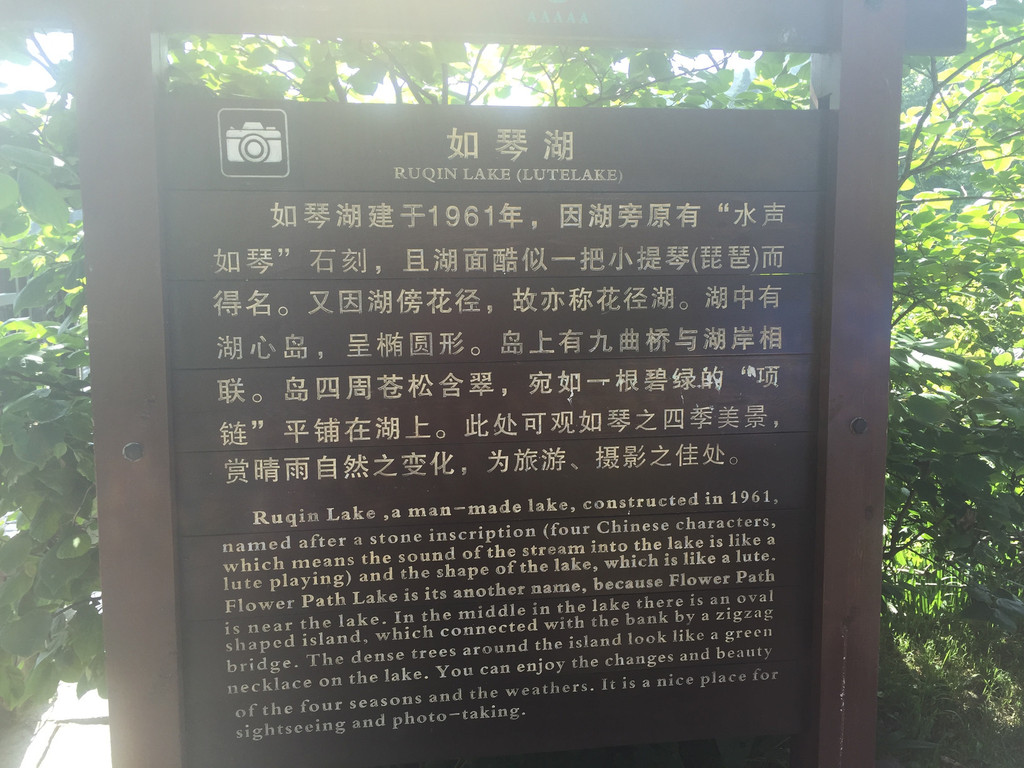 AAAAA
如琴湖
RUQIN LAKE (LUTELAKE)
如琴湖建于1961年，因湖旁原有“水声
如琴”石刻，且湖面酷似一把小提琴(琵琶)而
得名。又因湖傍花径，故亦称花径湖。湖中有
湖心岛，呈椭圆形。岛上有九曲桥与湖岸相
联。岛四周苍松含翠，宛如一根碧绿的“项
链”平铺在湖上。此处可观如琴之四季美景，
赏晴雨自然之变化，为旅游、摄影之佳处。
Ruqin Lake ,a man-made lake, constructed in 1961,
named after a stone inscription (four Chinese characters,
which means the sound of the stream into the lake is like a
lute playing) and the shape of the lake, which is like a lute.
Flower Path Lake is its another name, because Flower Path
is near the lake. In the middle in the lake there is an oval
shaped island, which connected with the bank by a zigzag
bridge. The dense trees around the island look like a green
necklace on the lake. You can enjoy the changes and beauty
of the four seasons and the weathers. It is a nice place for
sightseeing and photo-taking.